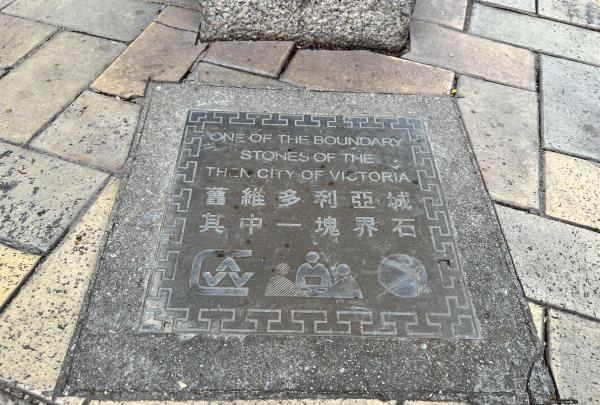 ONE OF THE BOUNDARY
STONES OF THE
THEN CITY OF VICTORIA
舊維多利亞城
其中一塊界石